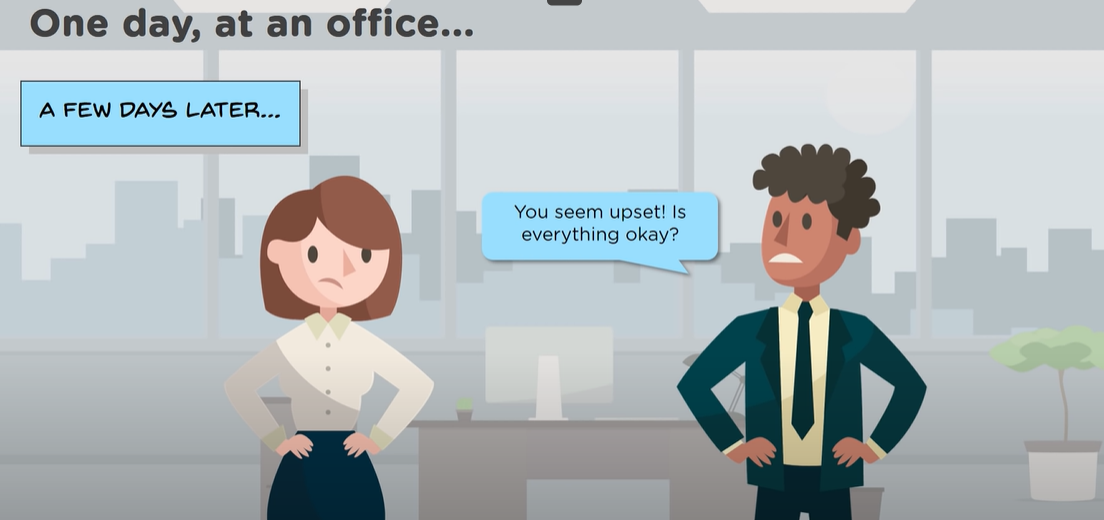 One day, at an office...
A FEW DAYS LATER...
You seem upset! Is
everything okay?